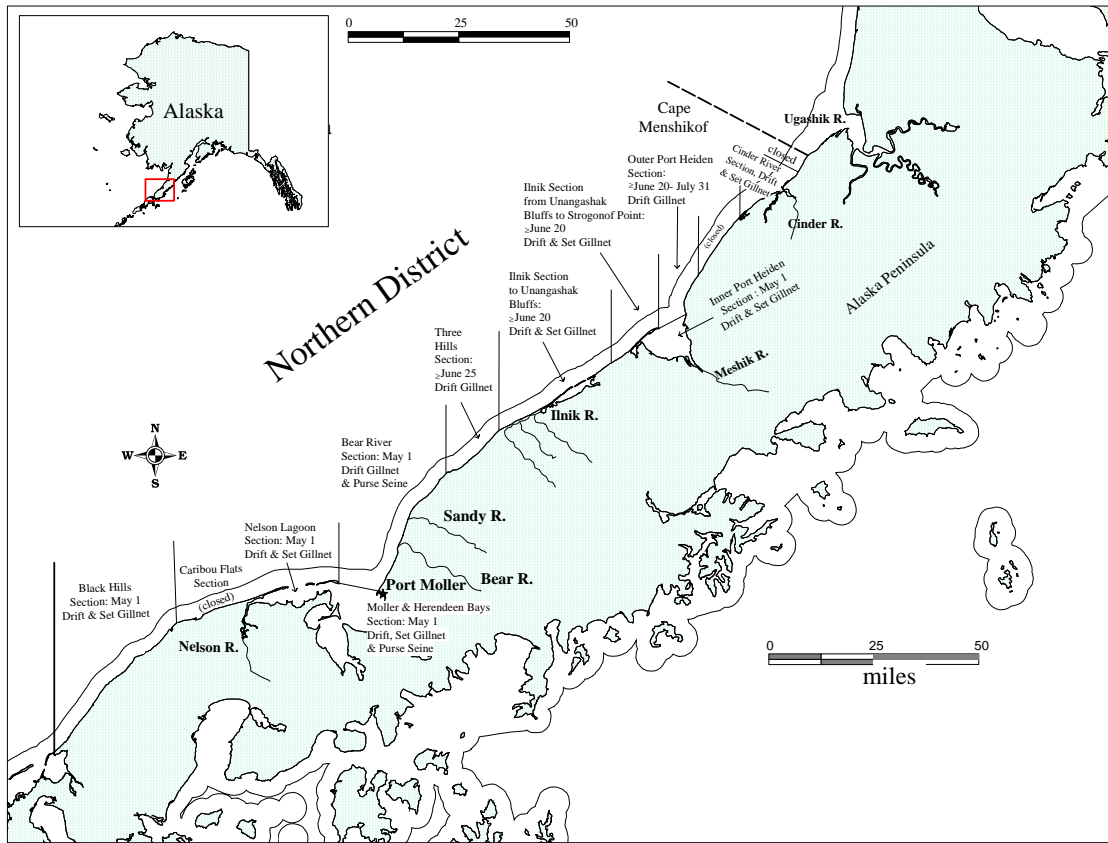 0 25 50
Alaska
Cape
Menshikof
Ugashik R.
closed
Cinder River
Section, Drift
& Set Gillnet
Outer Port Heiden
Section:
≥June 20- July 31
Drift Gillnet
Ilnik Section
from Unangashak
Bluffs to Strogonof Point:
≥June 20
Drift & Set Gillnet
(closed)
Cinder R.
Alaska Peninsula
Inner Port Heiden
Section : May 1
Drift & Set Gillnet
Meshik R.
Northern District
Ilnik Section
to Unangashak
Bluffs:
≥June 20
Drift & Set Gillnet
Three
Hills
Section:
≥June 25
Drift Gillnet
Ilnik R.
N
W E
S
Bear River
Section: May 1
Drift Gillnet
& Purse Seine
Sandy R.
Nelson Lagoon
Section: May 1
Drift & Set Gillnet
Caribou Flats
Section
(closed)
Black Hills
Section: May 1
Drift & Set Gillnet
Port Moller
Bear R.
Moller & Herendeen Bays
Section: May 1
Drift, Set Gillnet
& Purse Seine
Nelson R.
0 25 50
miles